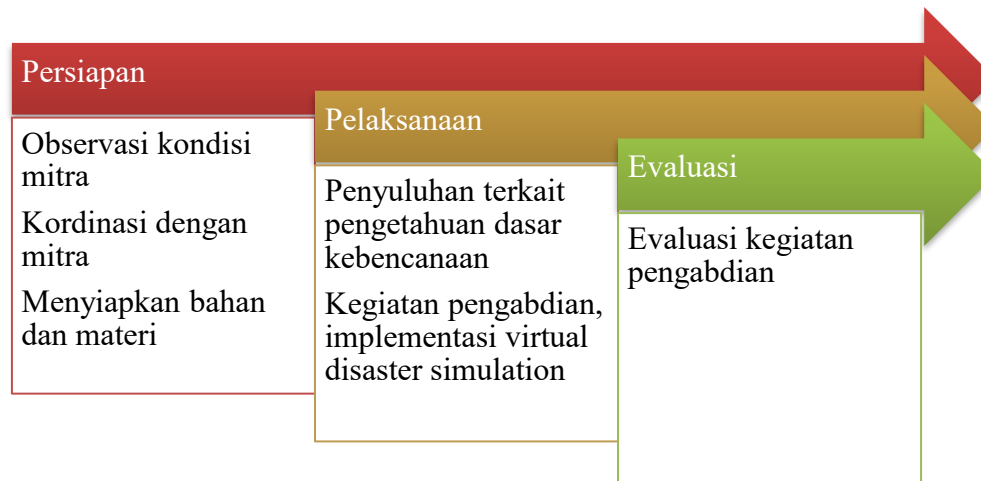 Persiapan
Observasi kondisi
mitra
Kordinasi dengan
mitra
Menyiapkan bahan
dan materi
Pelaksanaan
Penyuluhan terkait
pengetahuan dasar
kebencanaan
Kegiatan pengabdian,
implementasi virtual
disaster simulation
Evaluasi
Evaluasi kegiatan
pengabdian